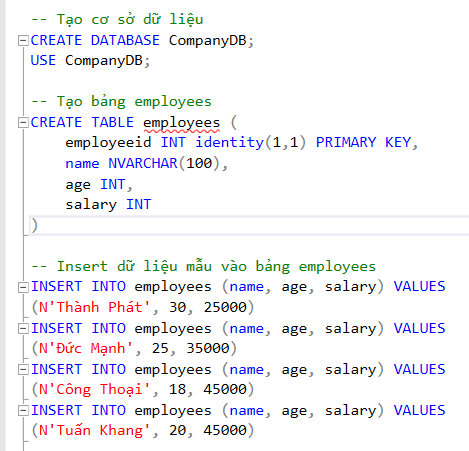 -- Tạo cơ sở dữ liệu
CREATE DATABASE CompanyDB;
USE CompanyDB;
-- Tạo bảng employees
CREATE TABLE employees (
employeeid INT identity(1,1) PRIMARY KEY,
name NVARCHAR(100),
age INT,
salary INT
)
-- Insert dữ liệu mẫu vào bảng employees
INSERT INTO employees (name, age, salary) VALUES
(N'Thành Phát', 30, 25000)
INSERT INTO employees (name, age, salary) VALUES
(N'Đức Mạnh', 25, 35000)
INSERT INTO employees (name, age, salary) VALUES
(N'Công Thoại', 18, 45000)
INSERT INTO employees (name, age, salary) VALUES
(N'Tuấn Khang', 20, 45000)